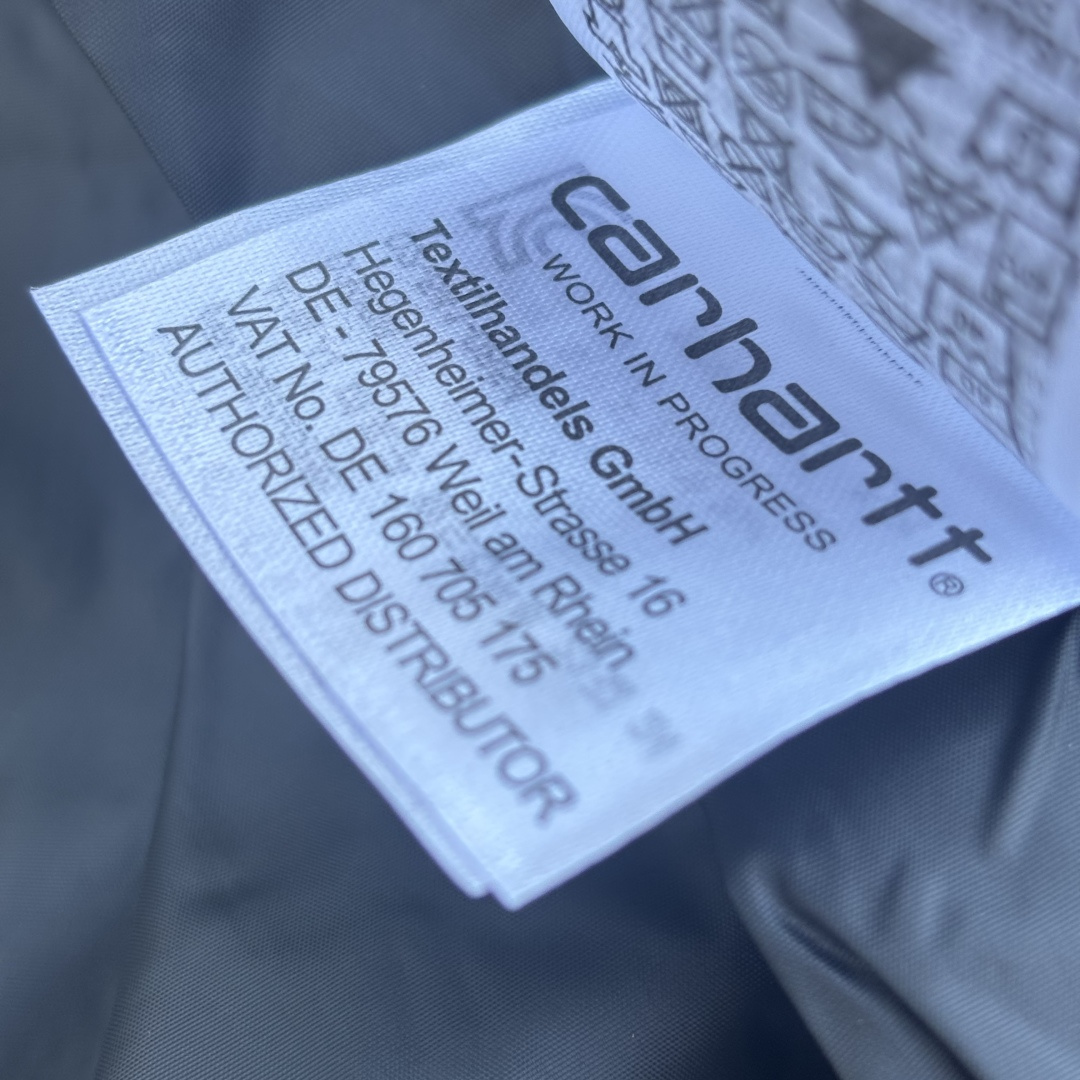 carhartt®
WORK IN PROGRESS
Textilhandels GmbH
Hegenheimer-Strasse 16
DE - 79576 Weil am Rhein
VAT No. DE 160 705 175
AUTHORIZED DISTRIBUTOR